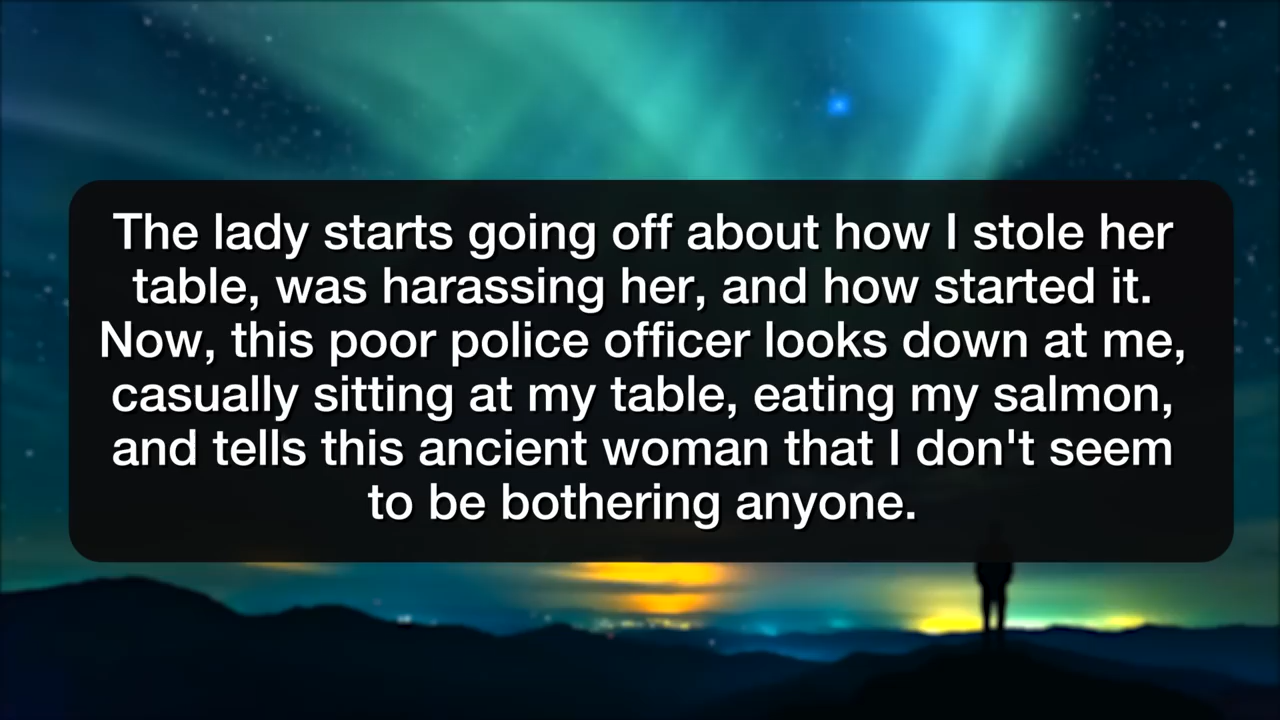 The lady starts going off about how I stole her
table, was harassing her, and how started it.
Now, this poor police officer looks down at me,
casually sitting at my table, eating my salmon,
and tells this ancient woman that I don't seem
to be bothering anyone.